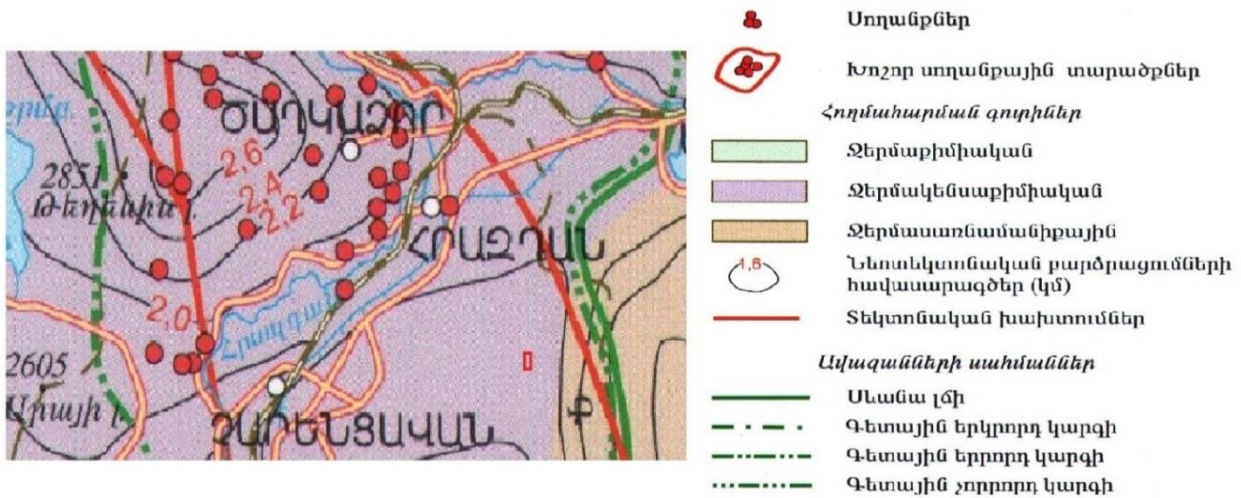 ԾԱՂԿԱՁՈՐ
2,6
2,4
2,2
2851
Թեղենիս լ.
ՀՐԱԶԴԱՆ
2,0
2605
Արայի լ.
ՉԱՐԵՆՑԱՎԱՆ
Սողանքներ
Խոշոր սողանքային տարածքներ
Հողմահարման գոտիներ
Ջերմաքիմիական
Ջերմակենսաքիմիական
Ջերմասառնամանիքային
1,6
Նեոտեկտոնական բարձրացումների
հավասարագծեր (կմ)
Տեկտոնական խախտումներ
Ավազանների սահմաններ
Սևանա լճի
Գետային երկրորդ կարգի
Գետային երրորդ կարգի
Գետային չորրորդ կարգի